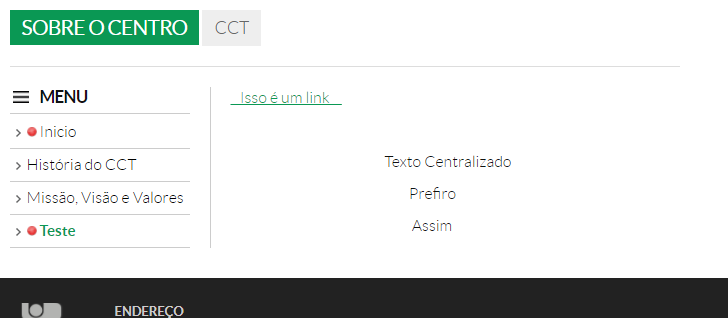 SOBRE O CENTRO CCT
MENU
Inicio
História do CCT
Missão, Visão e Valores
Teste
Isso é um link
Texto Centralizado
Prefiro
Assim
ENDEREÇO